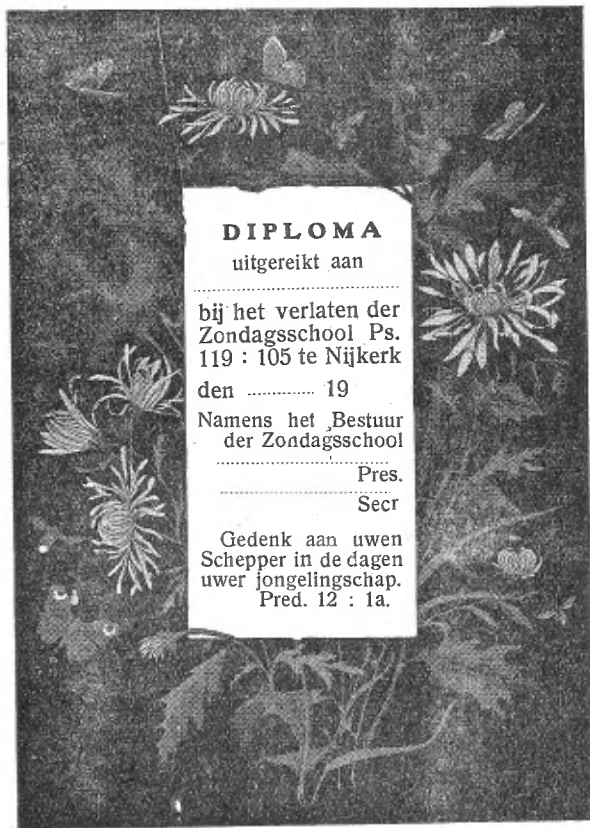 DIPLOMA
uitgereikt aan
bij het verlaten der
Zondagsschool Ps.
119 : 105 te Nijkerk
den ............ 19
Namens het Bestuur
der Zondagsschool
Pres.
Secr
Gedenk aan uwen
Schepper in de dagen
uwer jongelingschap.
Pred. 12 : 1a.